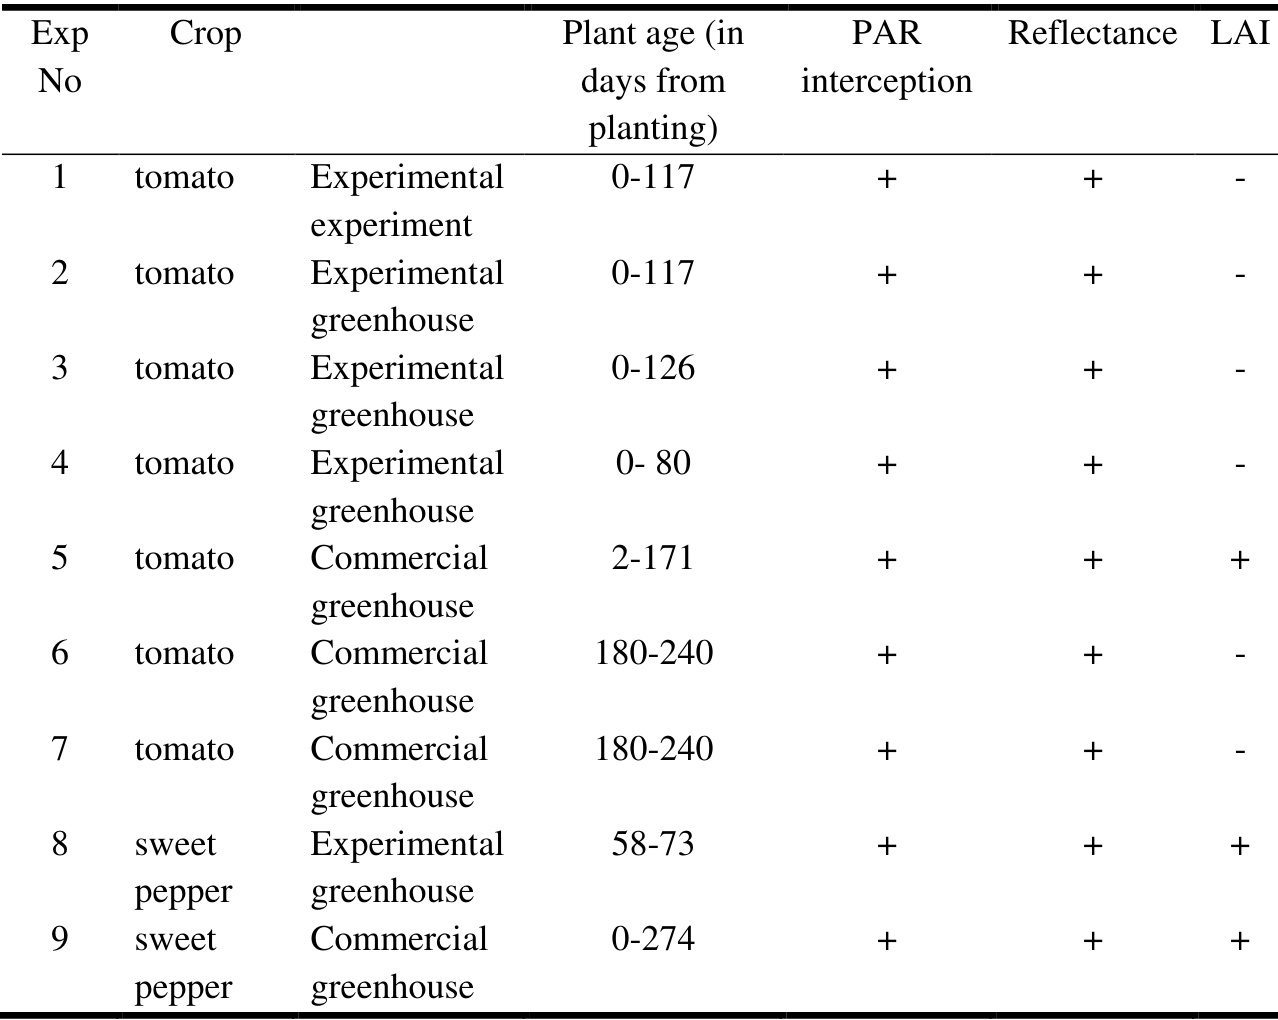 Exp Crop Plant age (in PAR Reflectance LAI
No days from interception
planting)
1 tomato Experimental 0-117 + + -
experiment
2 tomato Experimental 0-117 + + -
greenhouse
3 tomato Experimental 0-126 + + -
greenhouse
4 tomato Experimental 0- 80 + + -
greenhouse
5 tomato Commercial 2-171 + + +
greenhouse
6 tomato Commercial 180-240 + + -
greenhouse
7 tomato Commercial 180-240 + + -
greenhouse
8 sweet Experimental 58-73 + + +
pepper greenhouse
9 sweet Commercial 0-274 + + +
pepper greenhouse